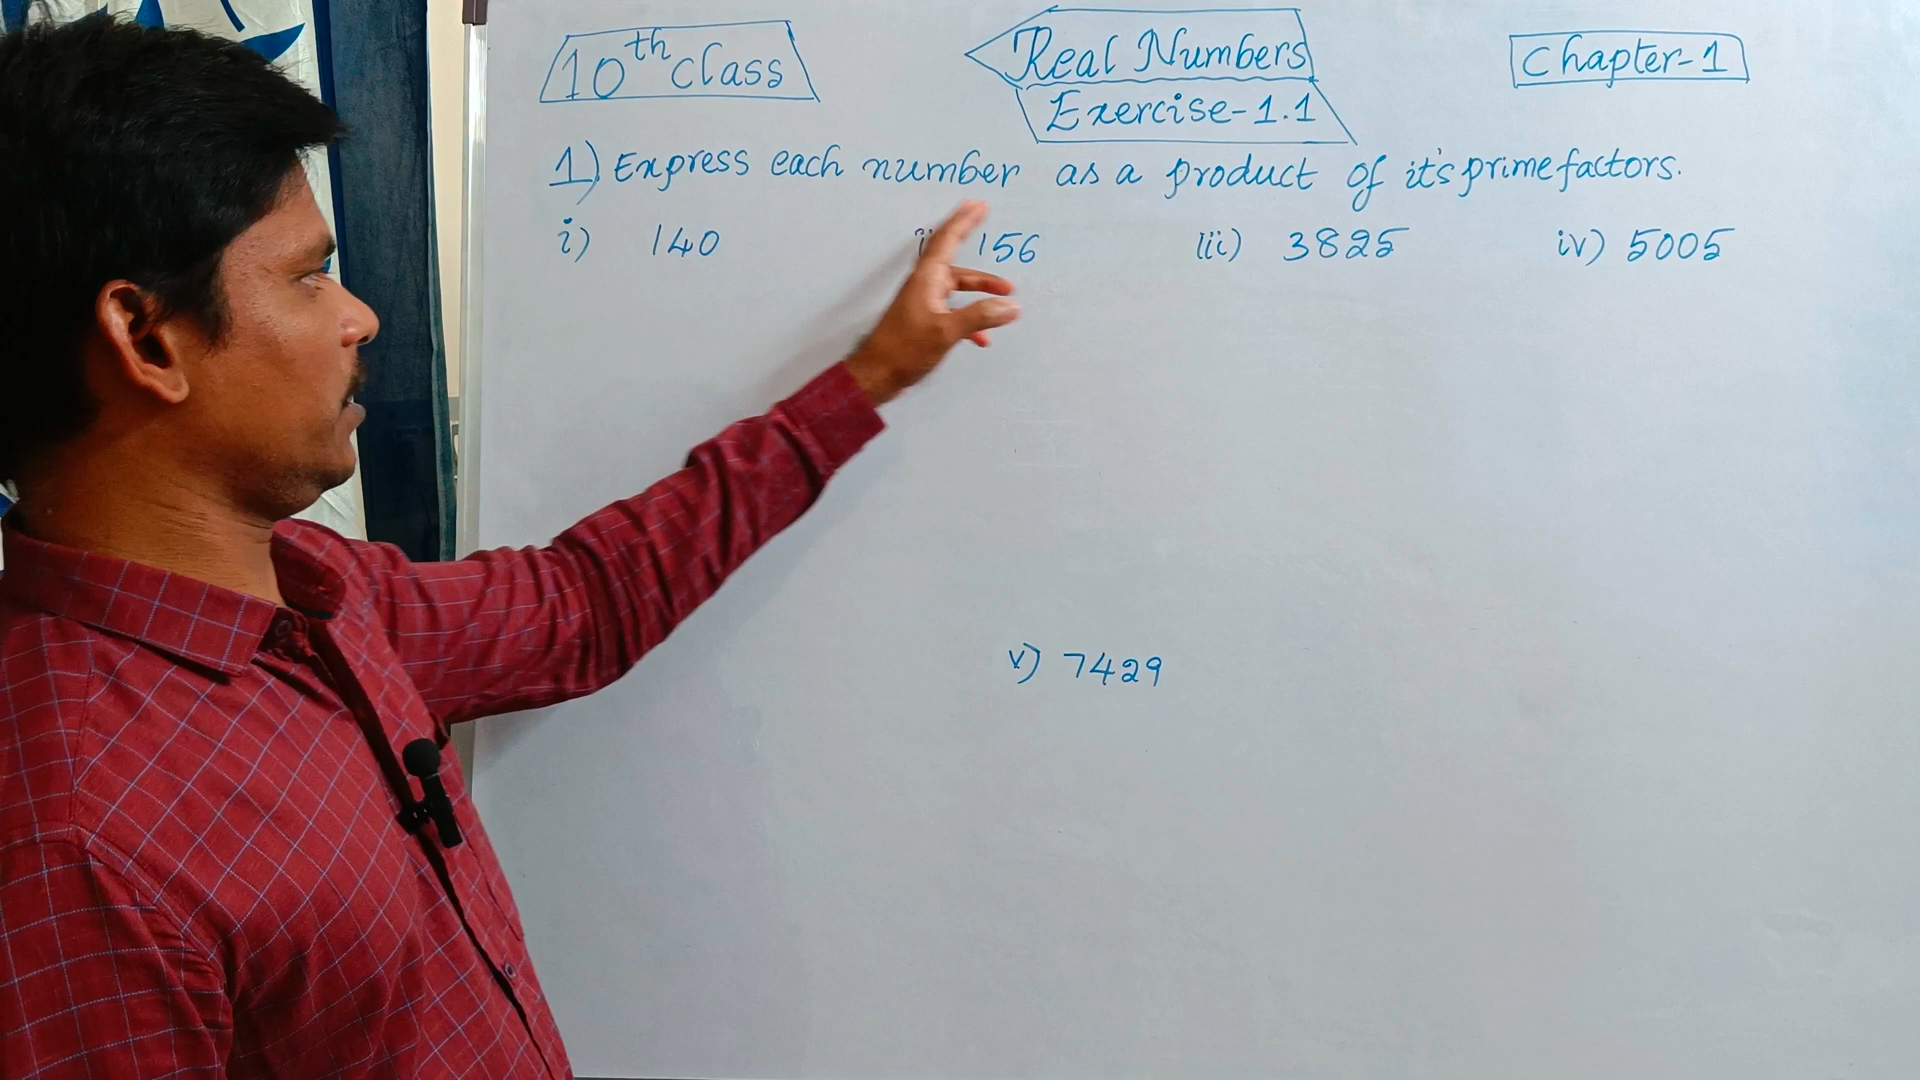 10th class
Real Numbers
Chapter-1
Exercise-1.1
1) Express each number as a product of it's prime factors.
i) 140 156 iii) 3825 iv) 5005
v) 7429